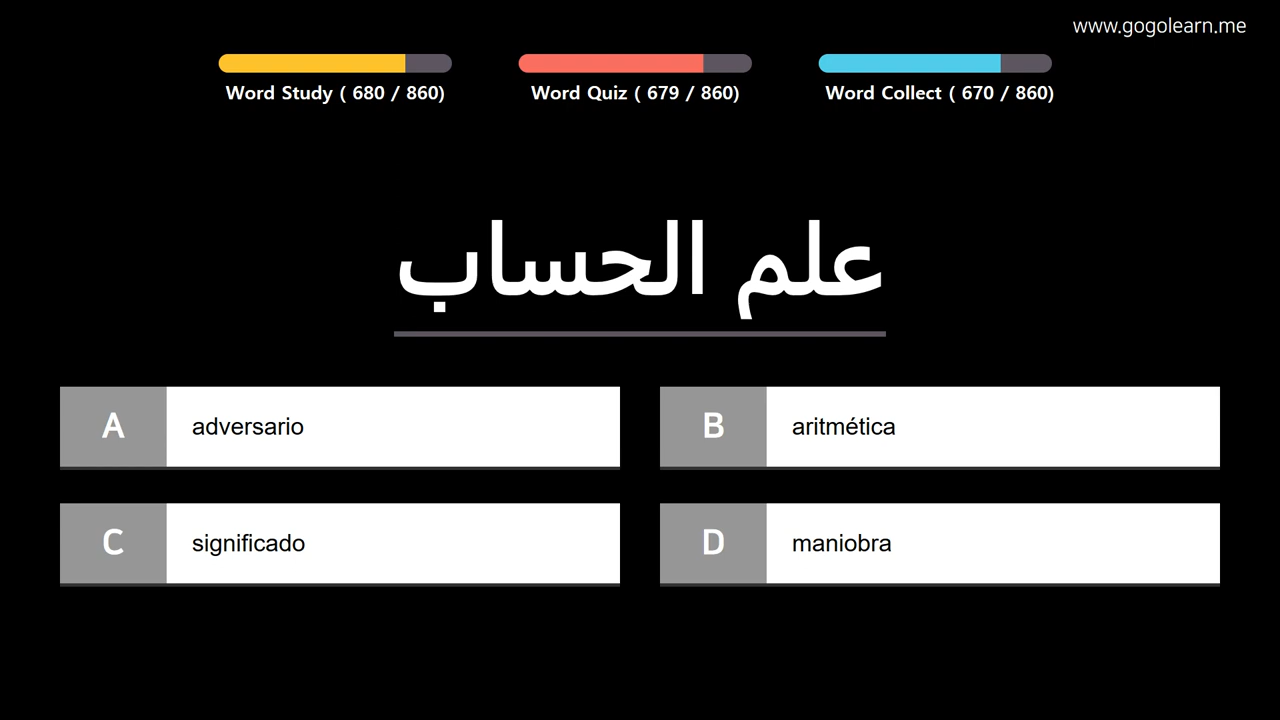 www.gogolearn.me
Word Study ( 680 / 860)
Word Quiz ( 679 / 860)
Word Collect ( 670 / 860)
علم الحساب
A adversario
B aritmética
C significado
D maniobra